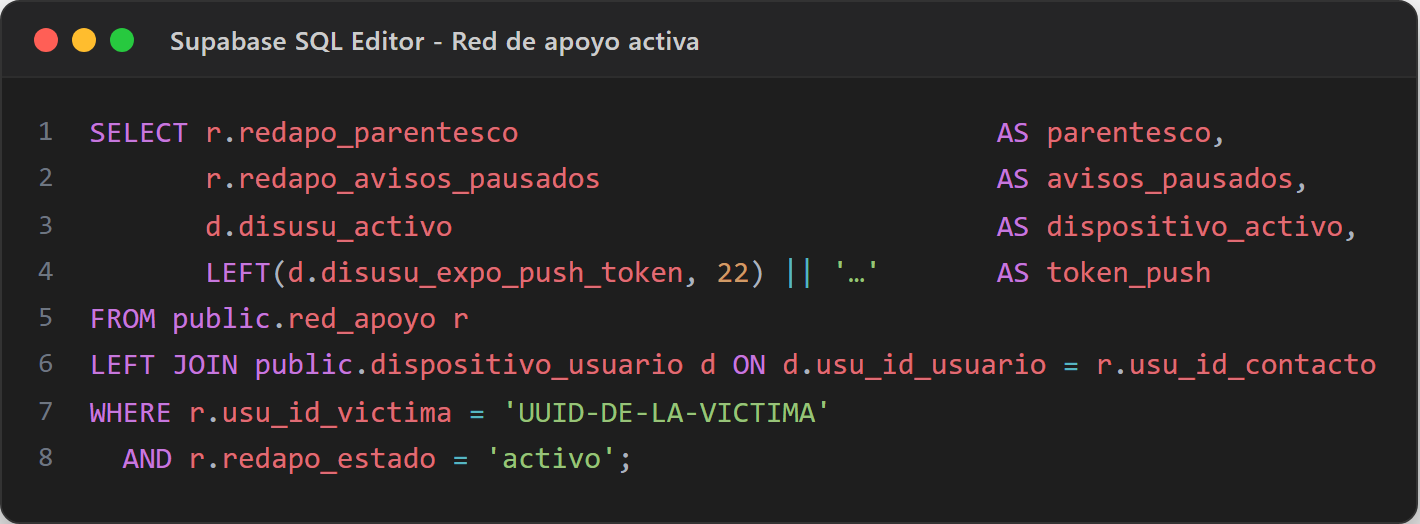 Supabase SQL Editor - Red de apoyo activa
1 SELECT r.redapo_parentesco AS parentesco,
2 r.redapo_avisos_pausados AS avisos_pausados,
3 d.disusu_activo AS dispositivo_activo,
4 LEFT(d.disusu_expo_push_token, 22) || '…' AS token_push
5 FROM public.red_apoyo r
6 LEFT JOIN public.dispositivo_usuario d ON d.usu_id_usuario = r.usu_id_contacto
7 WHERE r.usu_id_victima = 'UUID-DE-LA-VICTIMA'
8 AND r.redapo_estado = 'activo';